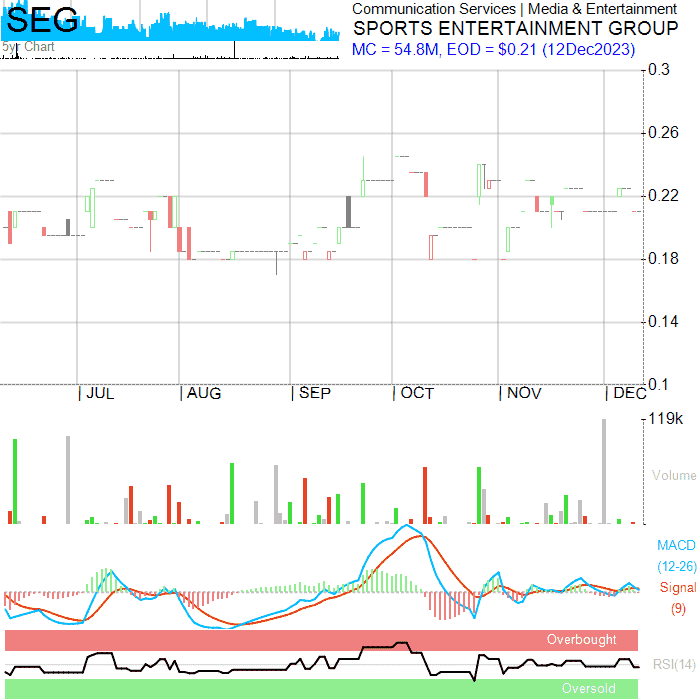 SEG
5yr Chart
Communication Services | Media & Entertainment
SPORTS ENTERTAINMENT GROUP
MC = 54.8M, EOD = $0.21 (12Dec2023)
0.3
0.26
0.22
0.18
0.14
0.1
| JUL | AUG | SEP | OCT | NOV | DEC
119k
Volume
MACD
(12-26)
Signal
(9)
Overbought
RSI(14)
Oversold